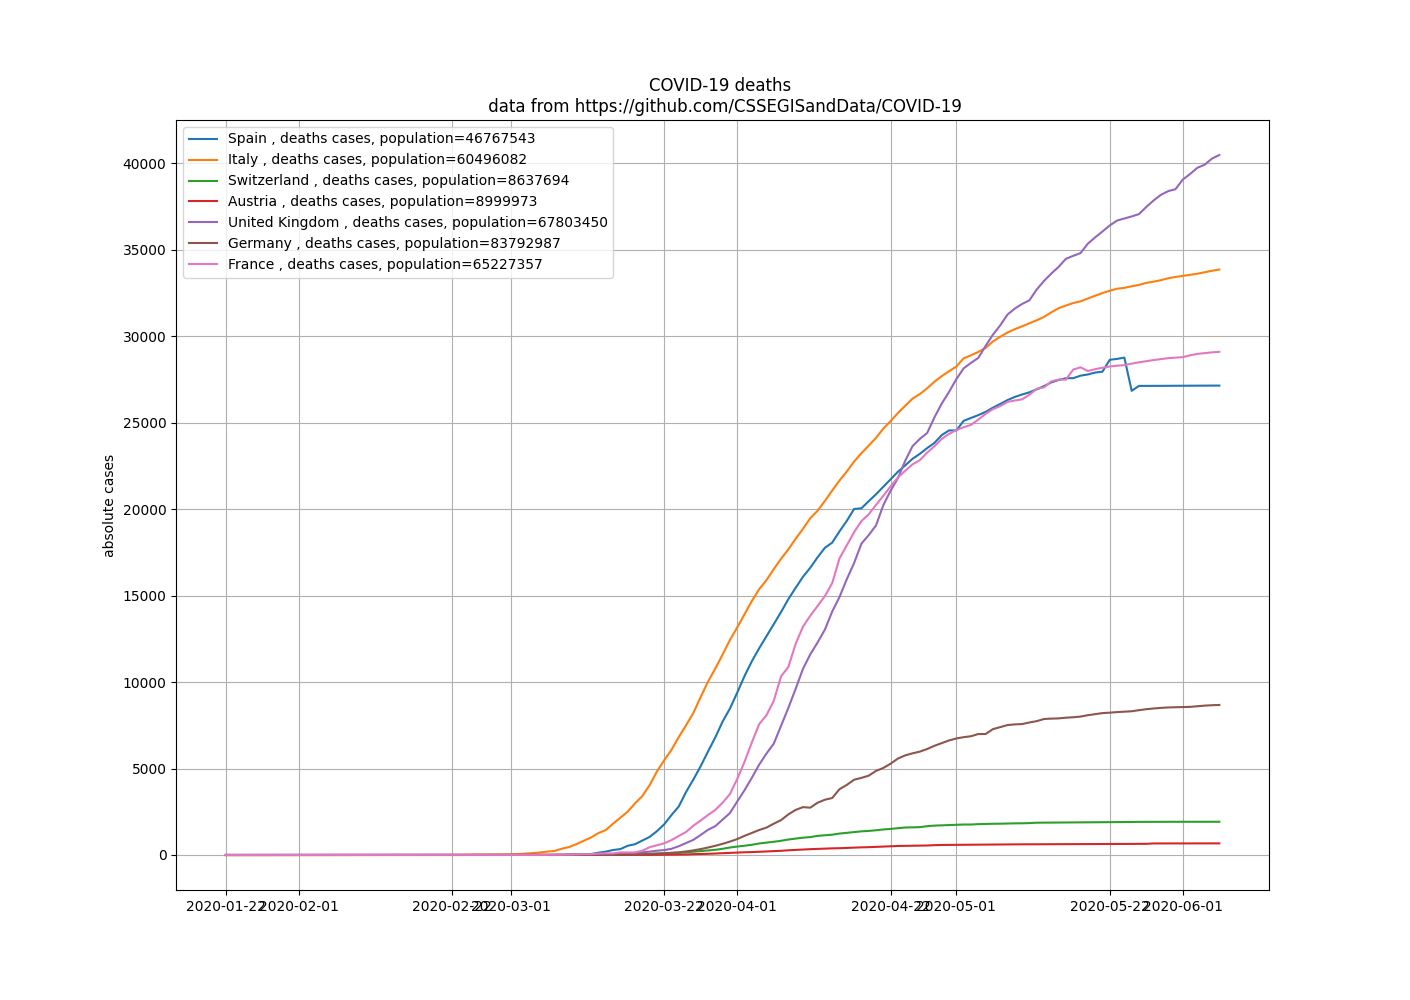 COVID-19 deaths
data from https://github.com/CSSEGISandData/COVID-19
Spain , deaths cases, population=46767543
Italy , deaths cases, population=60496082
Switzerland , deaths cases, population=8637694
Austria , deaths cases, population=8999973
United Kingdom , deaths cases, population=67803450
Germany , deaths cases, population=83792987
France , deaths cases, population=65227357
absolute cases
40000
35000
30000
25000
20000
15000
10000
5000
0
2020-01-22 2020-02-01 2020-02-22 2020-03-01 2020-03-22 2020-04-01 2020-04-22 2020-05-01 2020-05-22 2020-06-01